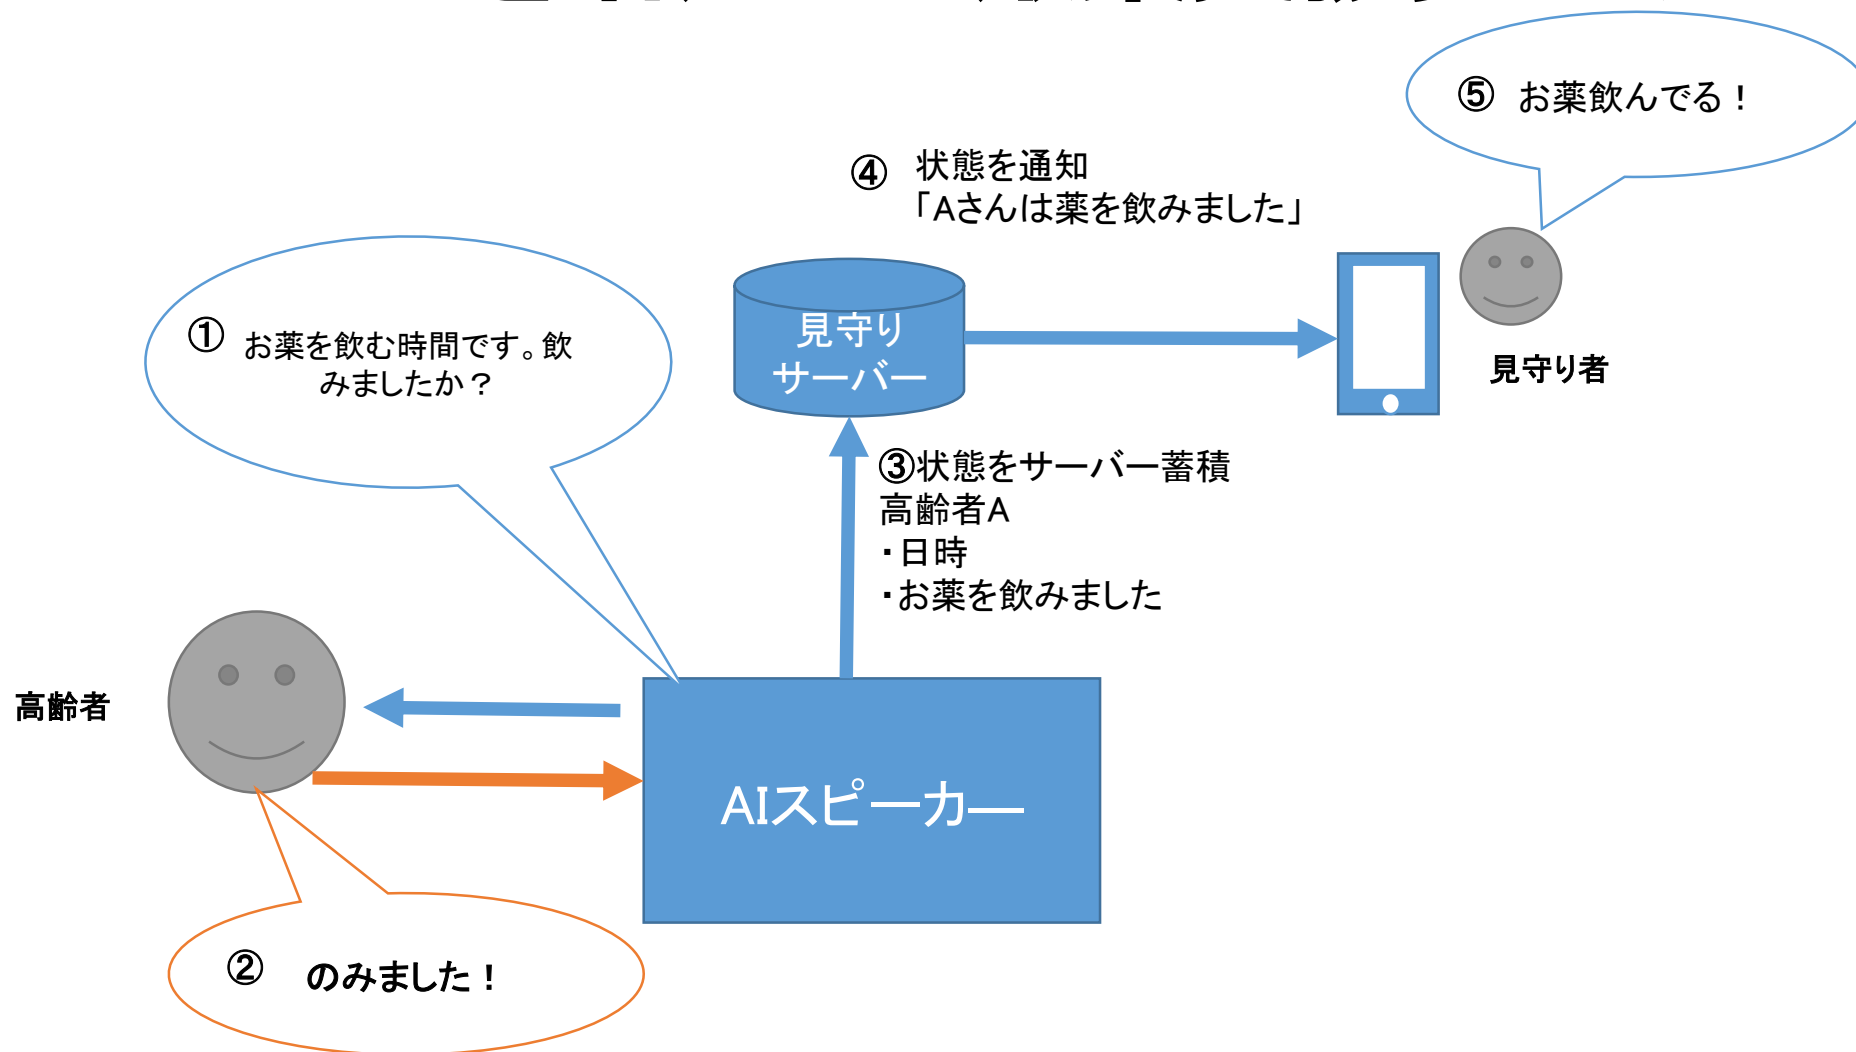 ① お薬を飲む時間です。飲
みましたか？
② のみました！
③状態をサーバー蓄積
高齢者A
・日時
・お薬を飲みました
④ 状態を通知
「Aさんは薬を飲みました」
⑤ お薬飲んでる！
見守り
サーバー
見守り者
高齢者
AIスピーカー